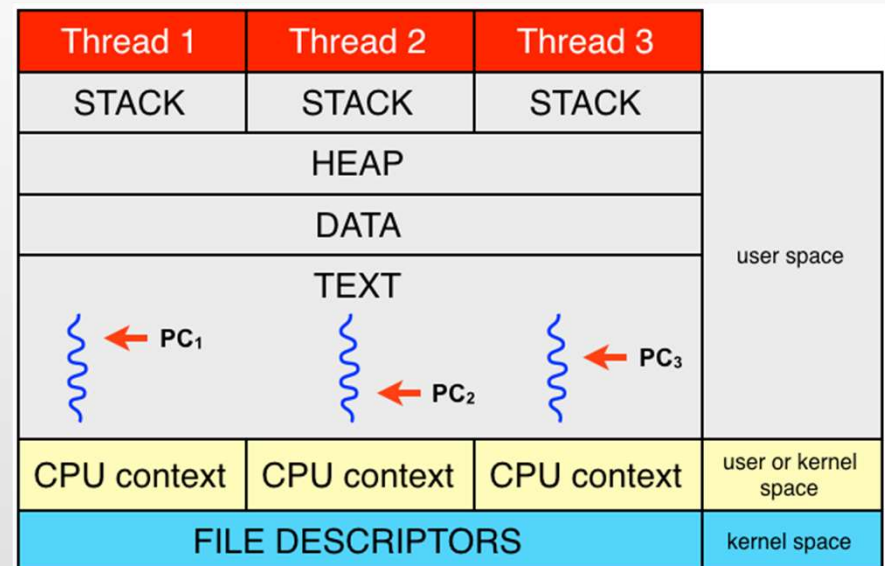 Thread 1 Thread 2 Thread 3
STACK STACK STACK
HEAP
DATA
user space
TEXT
PC1
PC2
PC3
CPU context CPU context CPU context
user or kernel
space
FILE DESCRIPTORS kernel space